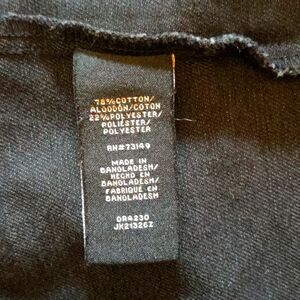 78%COTTON/
ALGODÓN/COTON
22%POLYESTER/
POLIÉSTER/
POLYESTER
RN#73149
MADE IN
BANGLADESH/
HECHO EN
BANGLADESH/
FABRIQUÉ EN
BANGLADESH
DR4230
JK21326Z